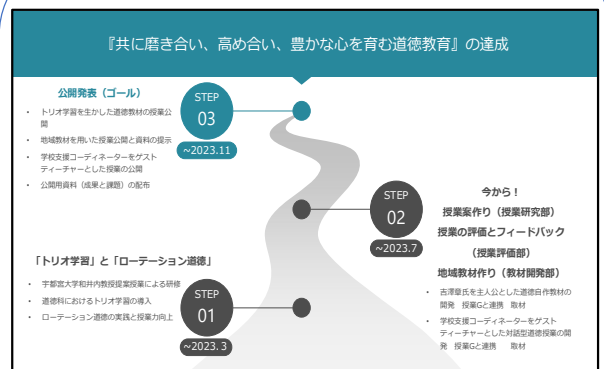 『共に磨き合い、高め合い、豊かな心を育む道徳教育』の達成
公開発表（ゴール）
• トリオ学習を生かした道徳教材の授業公
開
• 地域教材を用いた授業公開と資料の提示
• 学校支援コーディネーターをゲスト
ティーチャーとした授業の公開
• 公開用資料（成果と課題）の配布
STEP
03
~2023.11
STEP
02
~2023.7
今から！
授業案作り（授業研究部）
授業の評価とフィードバック
（授業評価部）
地域教材作り（教材開発部）
• 吉澤章氏を主人公とした道徳自作教材の
開発　授業Gと連携　取材
• 学校支援コーディネーターをゲスト
ティーチャーとした対話型道徳授業の開
発　授業Gと連携　　取材
「トリオ学習」と「ローテーション道徳」
• 宇都宮大学和井内教授提案授業による研修
• 道徳科におけるトリオ学習の導入
• ローテーション道徳の実践と授業力向上
STEP
01
~2023.3